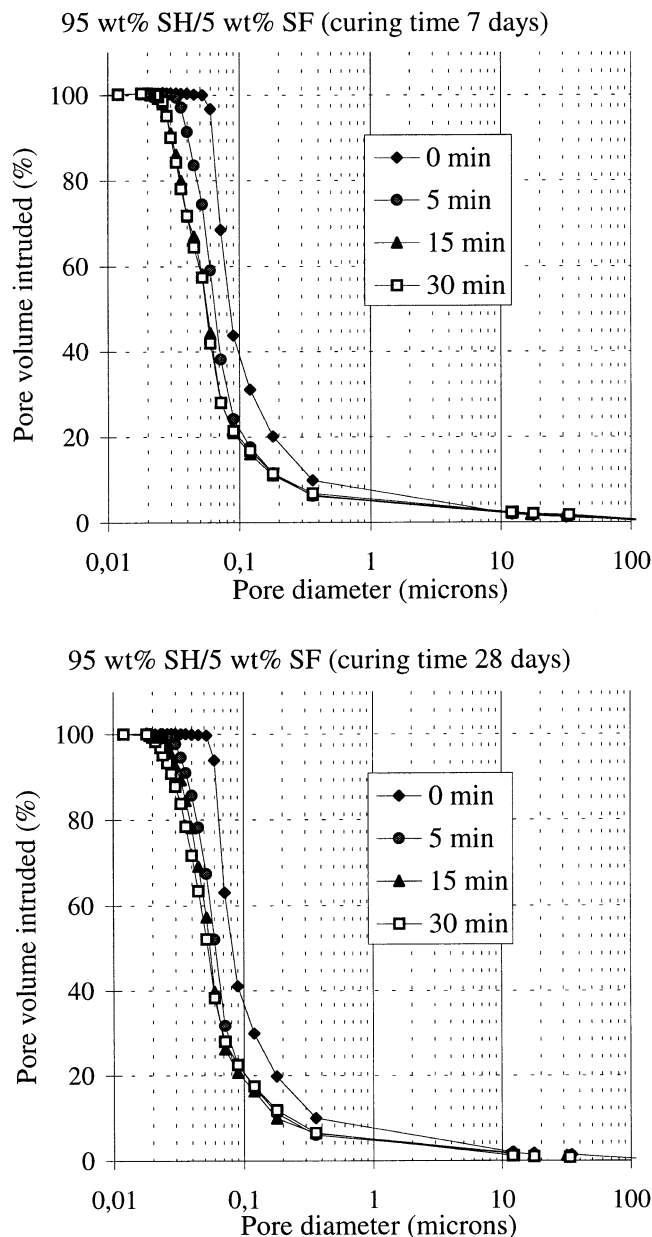 95 wt% SH/5 wt% SF (curing time 7 days)
Pore volume intruded (%)
100
80
60
40
20
0
0 min
5 min
15 min
30 min
0,01
0,1
1
10
100
Pore diameter (microns)
95 wt% SH/5 wt% SF (curing time 28 days)
Pore volume intruded (%)
100
80
60
40
20
0
0 min
5 min
15 min
30 min
0,01
0,1
1
10
100
Pore diameter (microns)